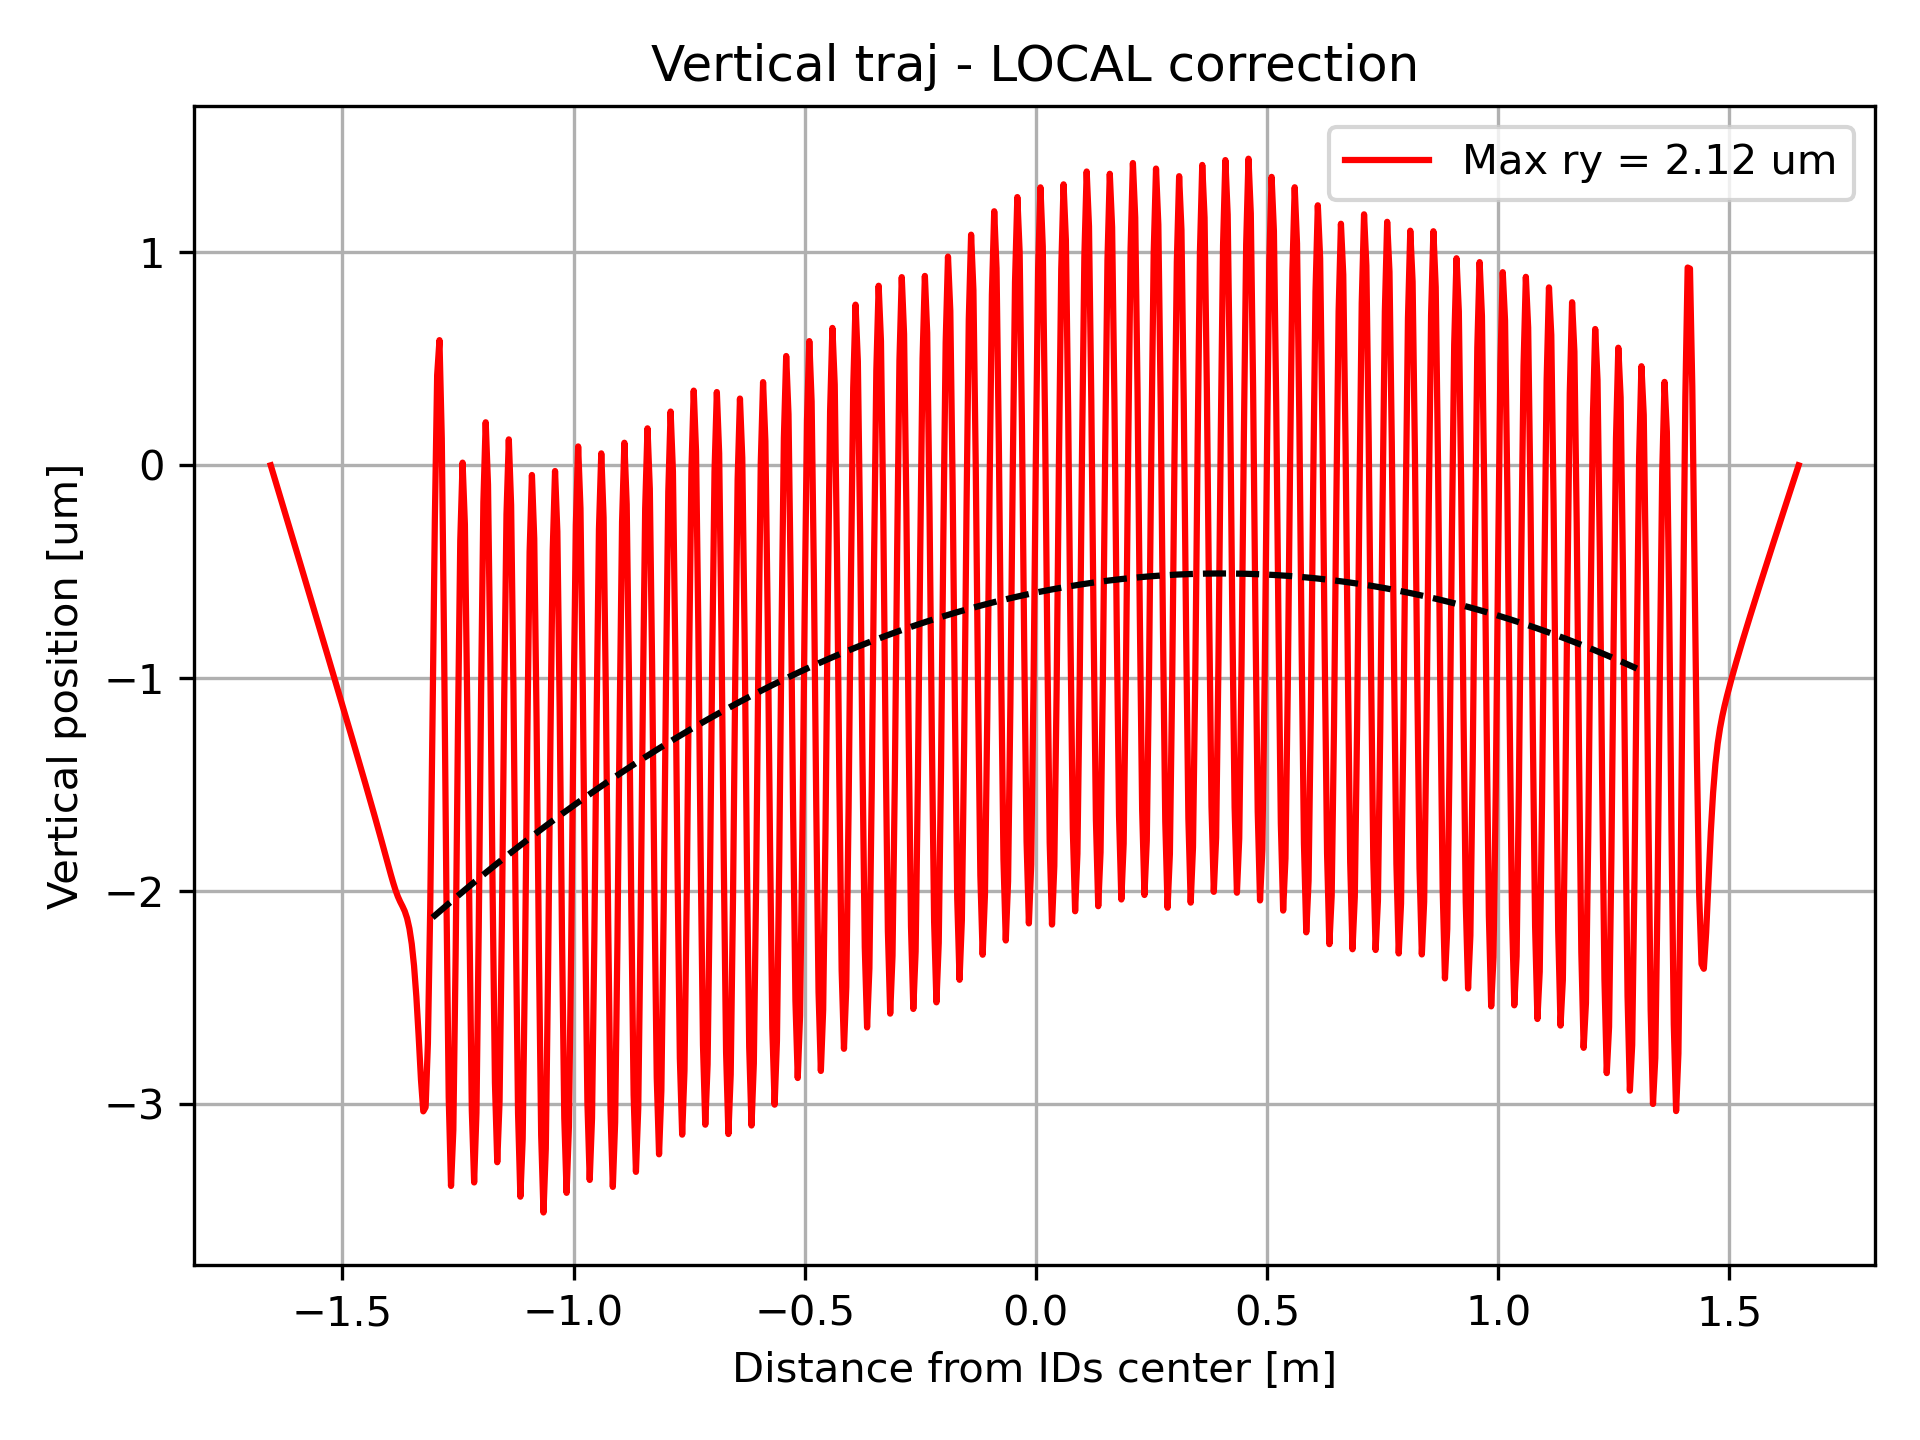 Vertical traj - LOCAL correction
Max ry = 2.12 um
Vertical position [um]
1
0
−1
−2
−3
−1.5 −1.0 −0.5 0.0 0.5 1.0 1.5
Distance from IDs center [m]